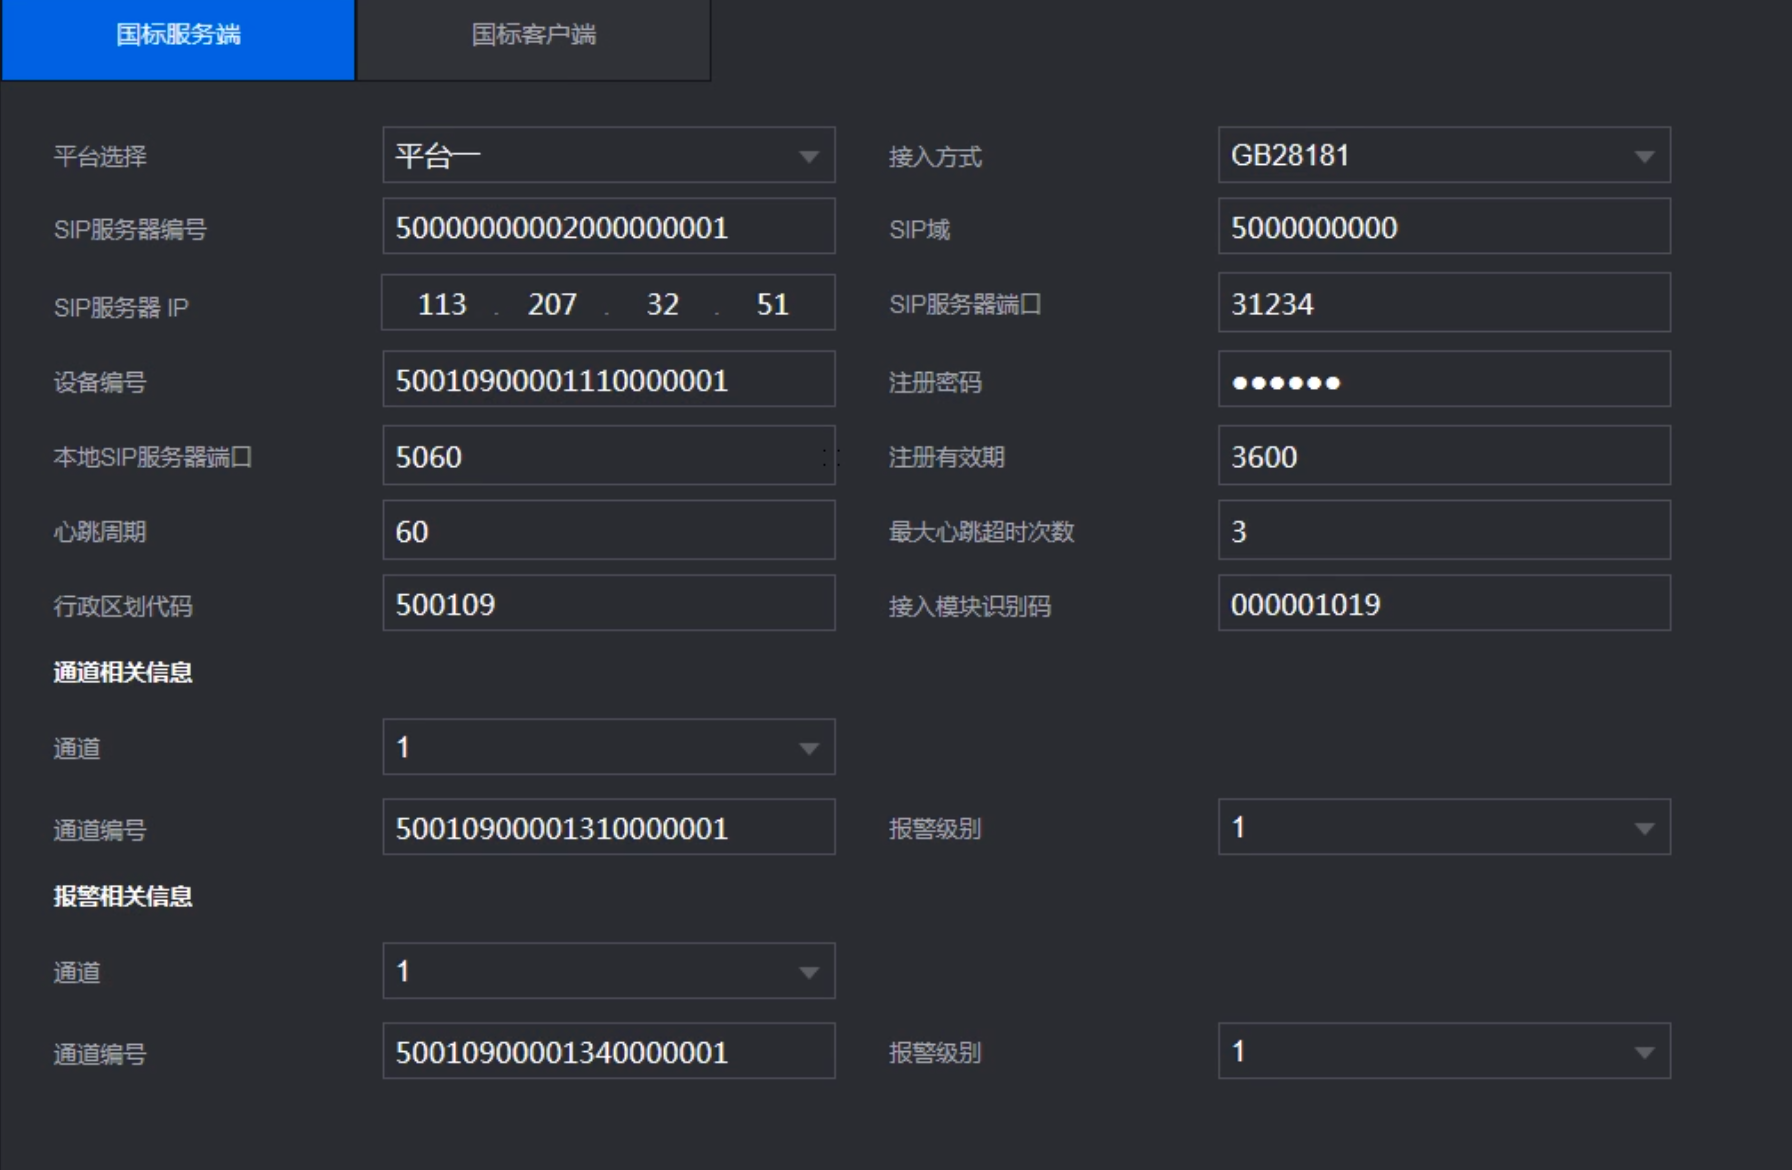 国标服务端 国标客户端
平台选择 平台一 接入方式 GB28181
SIP服务器编号 50000000002000000001 SIP域 5000000000
SIP服务器 IP 113 . 207 . 32 . 51 SIP服务器端口 31234
设备编号 50010900001110000001 注册密码 ●●●●●●
本地SIP服务器端口 5060 注册有效期 3600
心跳周期 60 最大心跳超时次数 3
行政区划代码 500109 接入模块识别码 000001019
通道相关信息
通道 1
通道编号 50010900001310000001 报警级别 1
报警相关信息
通道 1
通道编号 50010900001340000001 报警级别 1